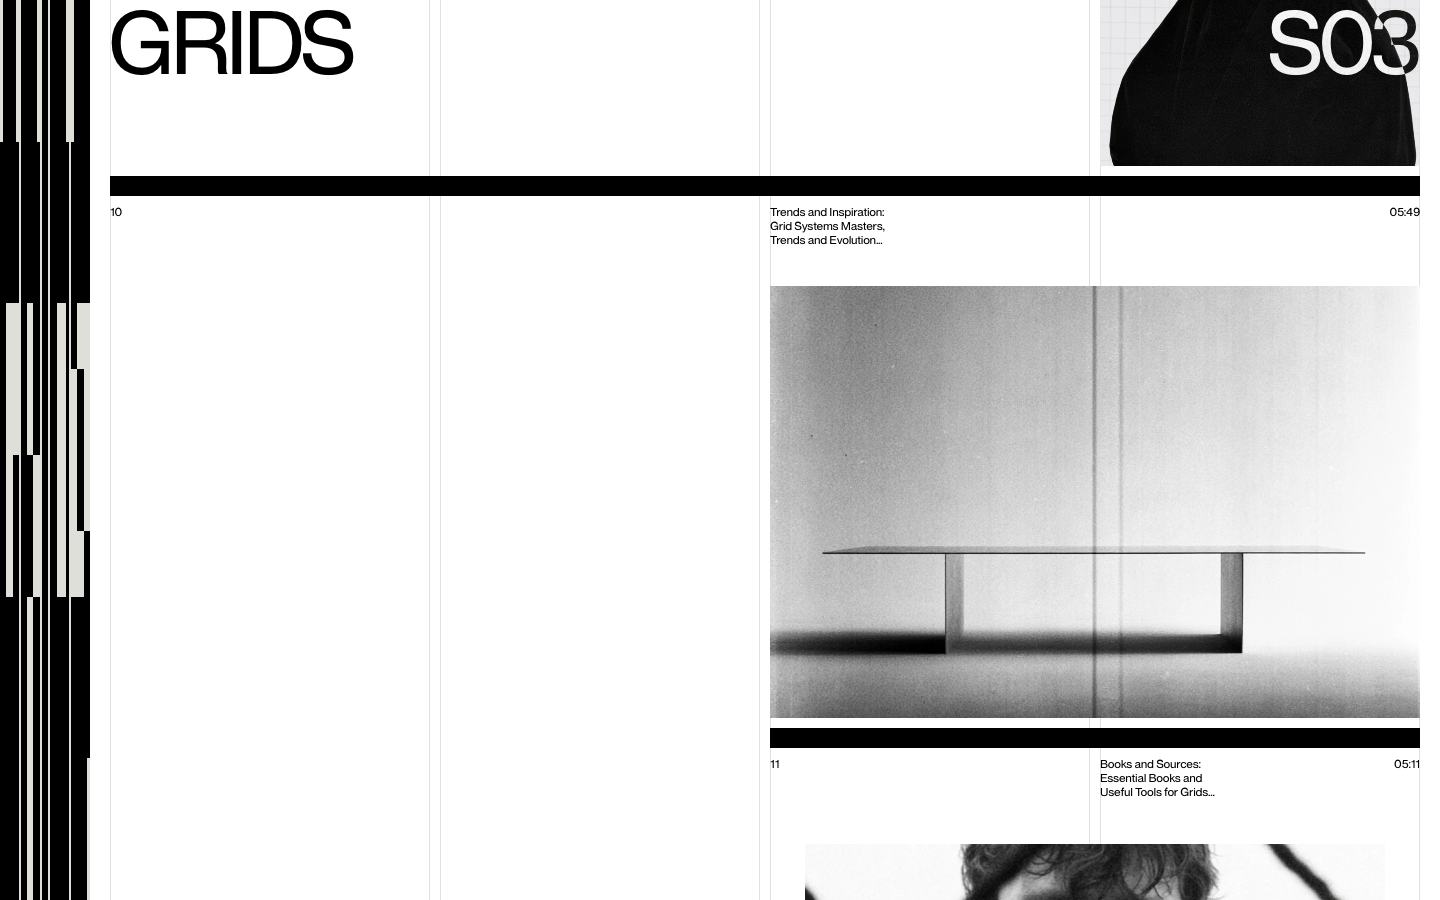 GRIDS
S03
10
Trends and Inspiration:
Grid Systems Masters,
Trends and Evolution...
05:49
11
Books and Sources:
Essential Books and
Useful Tools for Grids...
05:11